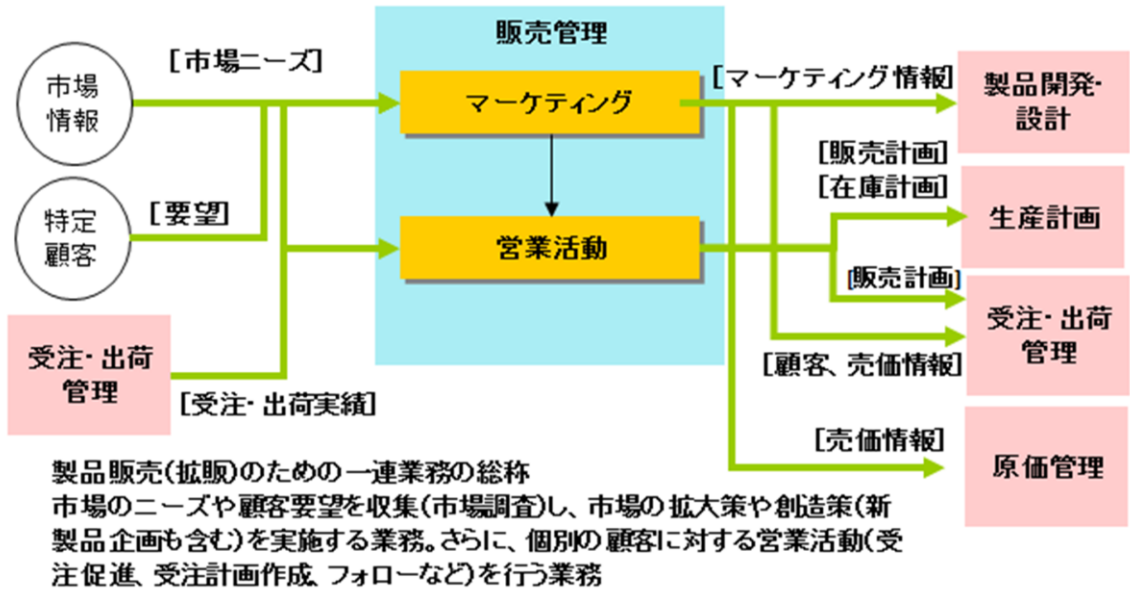 販売管理
[市場ニーズ]
市場
情報
マーケティング
[マーケティング情報]
製品開発・
設計
[販売計画]
[在庫計画]
特定
顧客
[要望]
営業活動
生産計画
[販売計画]
受注・出荷
管理
受注・出荷
管理
[受注・出荷実績]
[顧客、売価情報]
[売価情報]
原価管理
製品販売(拡販)のための一連業務の総称
市場のニーズや顧客要望を収集(市場調査)し、市場の拡大策や創造策(新
製品企画も含む)を実施する業務。さらに、個別の顧客に対する営業活動(受
注促進、受注計画作成、フォローなど)を行う業務